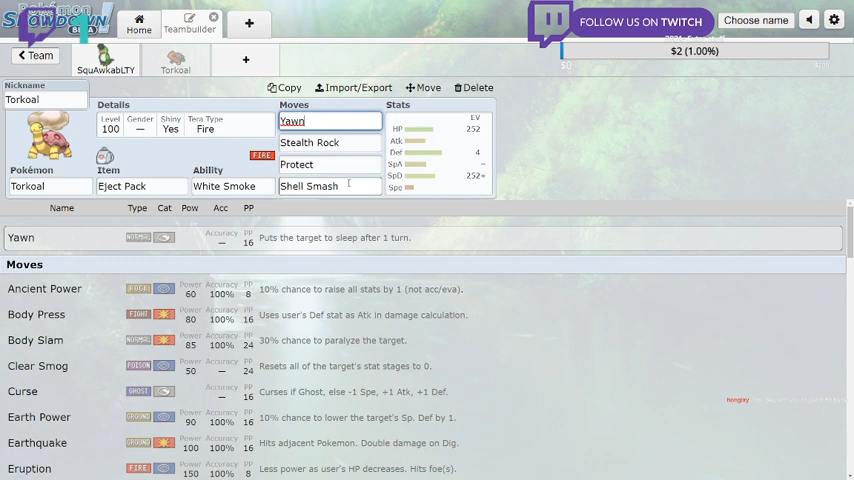 Pokémon
SHOWDOWN
BETA
1
Home
Teambuilder
+
FOLLOW US ON TWITCH
Choose name
$2 (1.00%)
$0
< Team
SquAwkabLTY
Torkoal
+
Copy
Import/Export
Move
Delete
Nickname
Torkoal
Details
Level
100
Gender
—
Shiny
Yes
Tera Type
Fire
FIRE
Pokémon
Torkoal
Item
Eject Pack
Ability
White Smoke
Moves
Yawn
Stealth Rock
Protect
Shell Smash
Stats
EV
HP 252
Atk
Def 4
SpA –
SpD 252+
Spe
Name Type Cat Pow Acc PP
Yawn NORMAL Accuracy — PP 16 Puts the target to sleep after 1 turn.
Moves
Ancient Power ROCK Power 60 Accuracy 100% PP 8 10% chance to raise all stats by 1 (not acc/eva).
Body Press FIGHT Power 80 Accuracy 100% PP 16 Uses user's Def stat as Atk in damage calculation.
Body Slam NORMAL Power 85 Accuracy 100% PP 24 30% chance to paralyze the target.
Clear Smog POISON Power 50 Accuracy — PP 24 Resets all of the target's stat stages to 0.
Curse GHOST Accuracy — PP 16 Curses if Ghost, else -1 Spe, +1 Atk, +1 Def.
Earth Power GROUND Power 90 Accuracy 100% PP 16 10% chance to lower the target's Sp. Def by 1.
Earthquake GROUND Power 100 Accuracy 100% PP 16 Hits adjacent Pokemon. Double damage on Dig.
Eruption FIRE Power 150 Accuracy 100% PP 8 Less power as user's HP decreases. Hits foe(s).